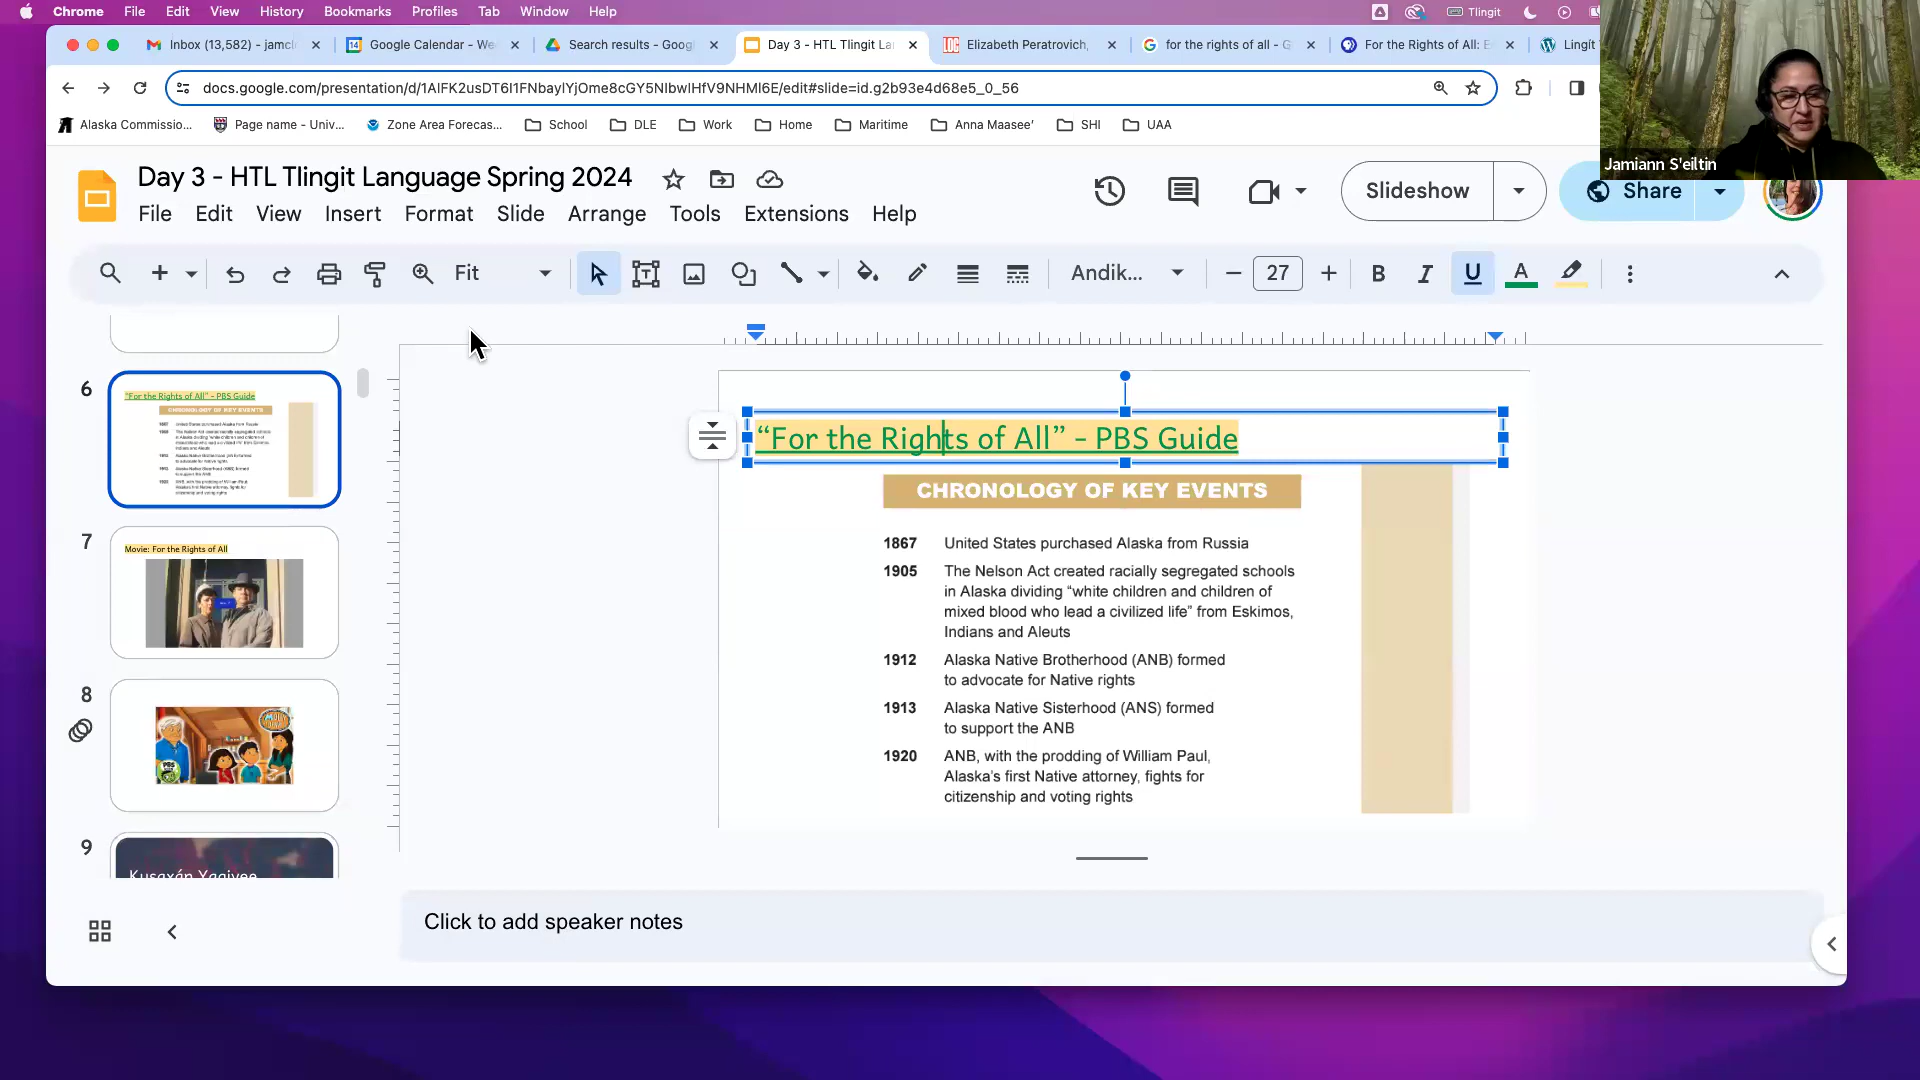 Chrome File Edit View History Bookmarks Profiles Tab Window Help
Tlingit
Inbox (13,582) - jamcl
Google Calendar - We
Search results - Goog
Day 3 - HTL Tlingit La
Elizabeth Peratrovich,
for the rights of all - G
For the Rights of All: E
Lingít
docs.google.com/presentation/d/1AIFK2usDT6I1FNbaylYjOme8cGY5NIbwIHfV9NHMl6E/edit#slide=id.g2b93e4d68e5_0_56
Alaska Commissio... Page name - Univ... Zone Area Forecas... School DLE Work Home Maritime Anna Maasee' SHI UAA
Jamiann S'eiltin
Day 3 - HTL Tlingit Language Spring 2024
File Edit View Insert Format Slide Arrange Tools Extensions Help
Slideshow
Share
Fit
Andik...
27
B I U A
6
"For the Rights of All" - PBS Guide
CHRONOLOGY OF KEY EVENTS
7
Movie: For the Rights of All
8
MOLLY
PBS
9
Kusaxán Yagiyee
“For the Rights of All” - PBS Guide
CHRONOLOGY OF KEY EVENTS
1867 United States purchased Alaska from Russia
1905 The Nelson Act created racially segregated schools
in Alaska dividing “white children and children of
mixed blood who lead a civilized life” from Eskimos,
Indians and Aleuts
1912 Alaska Native Brotherhood (ANB) formed
to advocate for Native rights
1913 Alaska Native Sisterhood (ANS) formed
to support the ANB
1920 ANB, with the prodding of William Paul,
Alaska’s first Native attorney, fights for
citizenship and voting rights
Click to add speaker notes